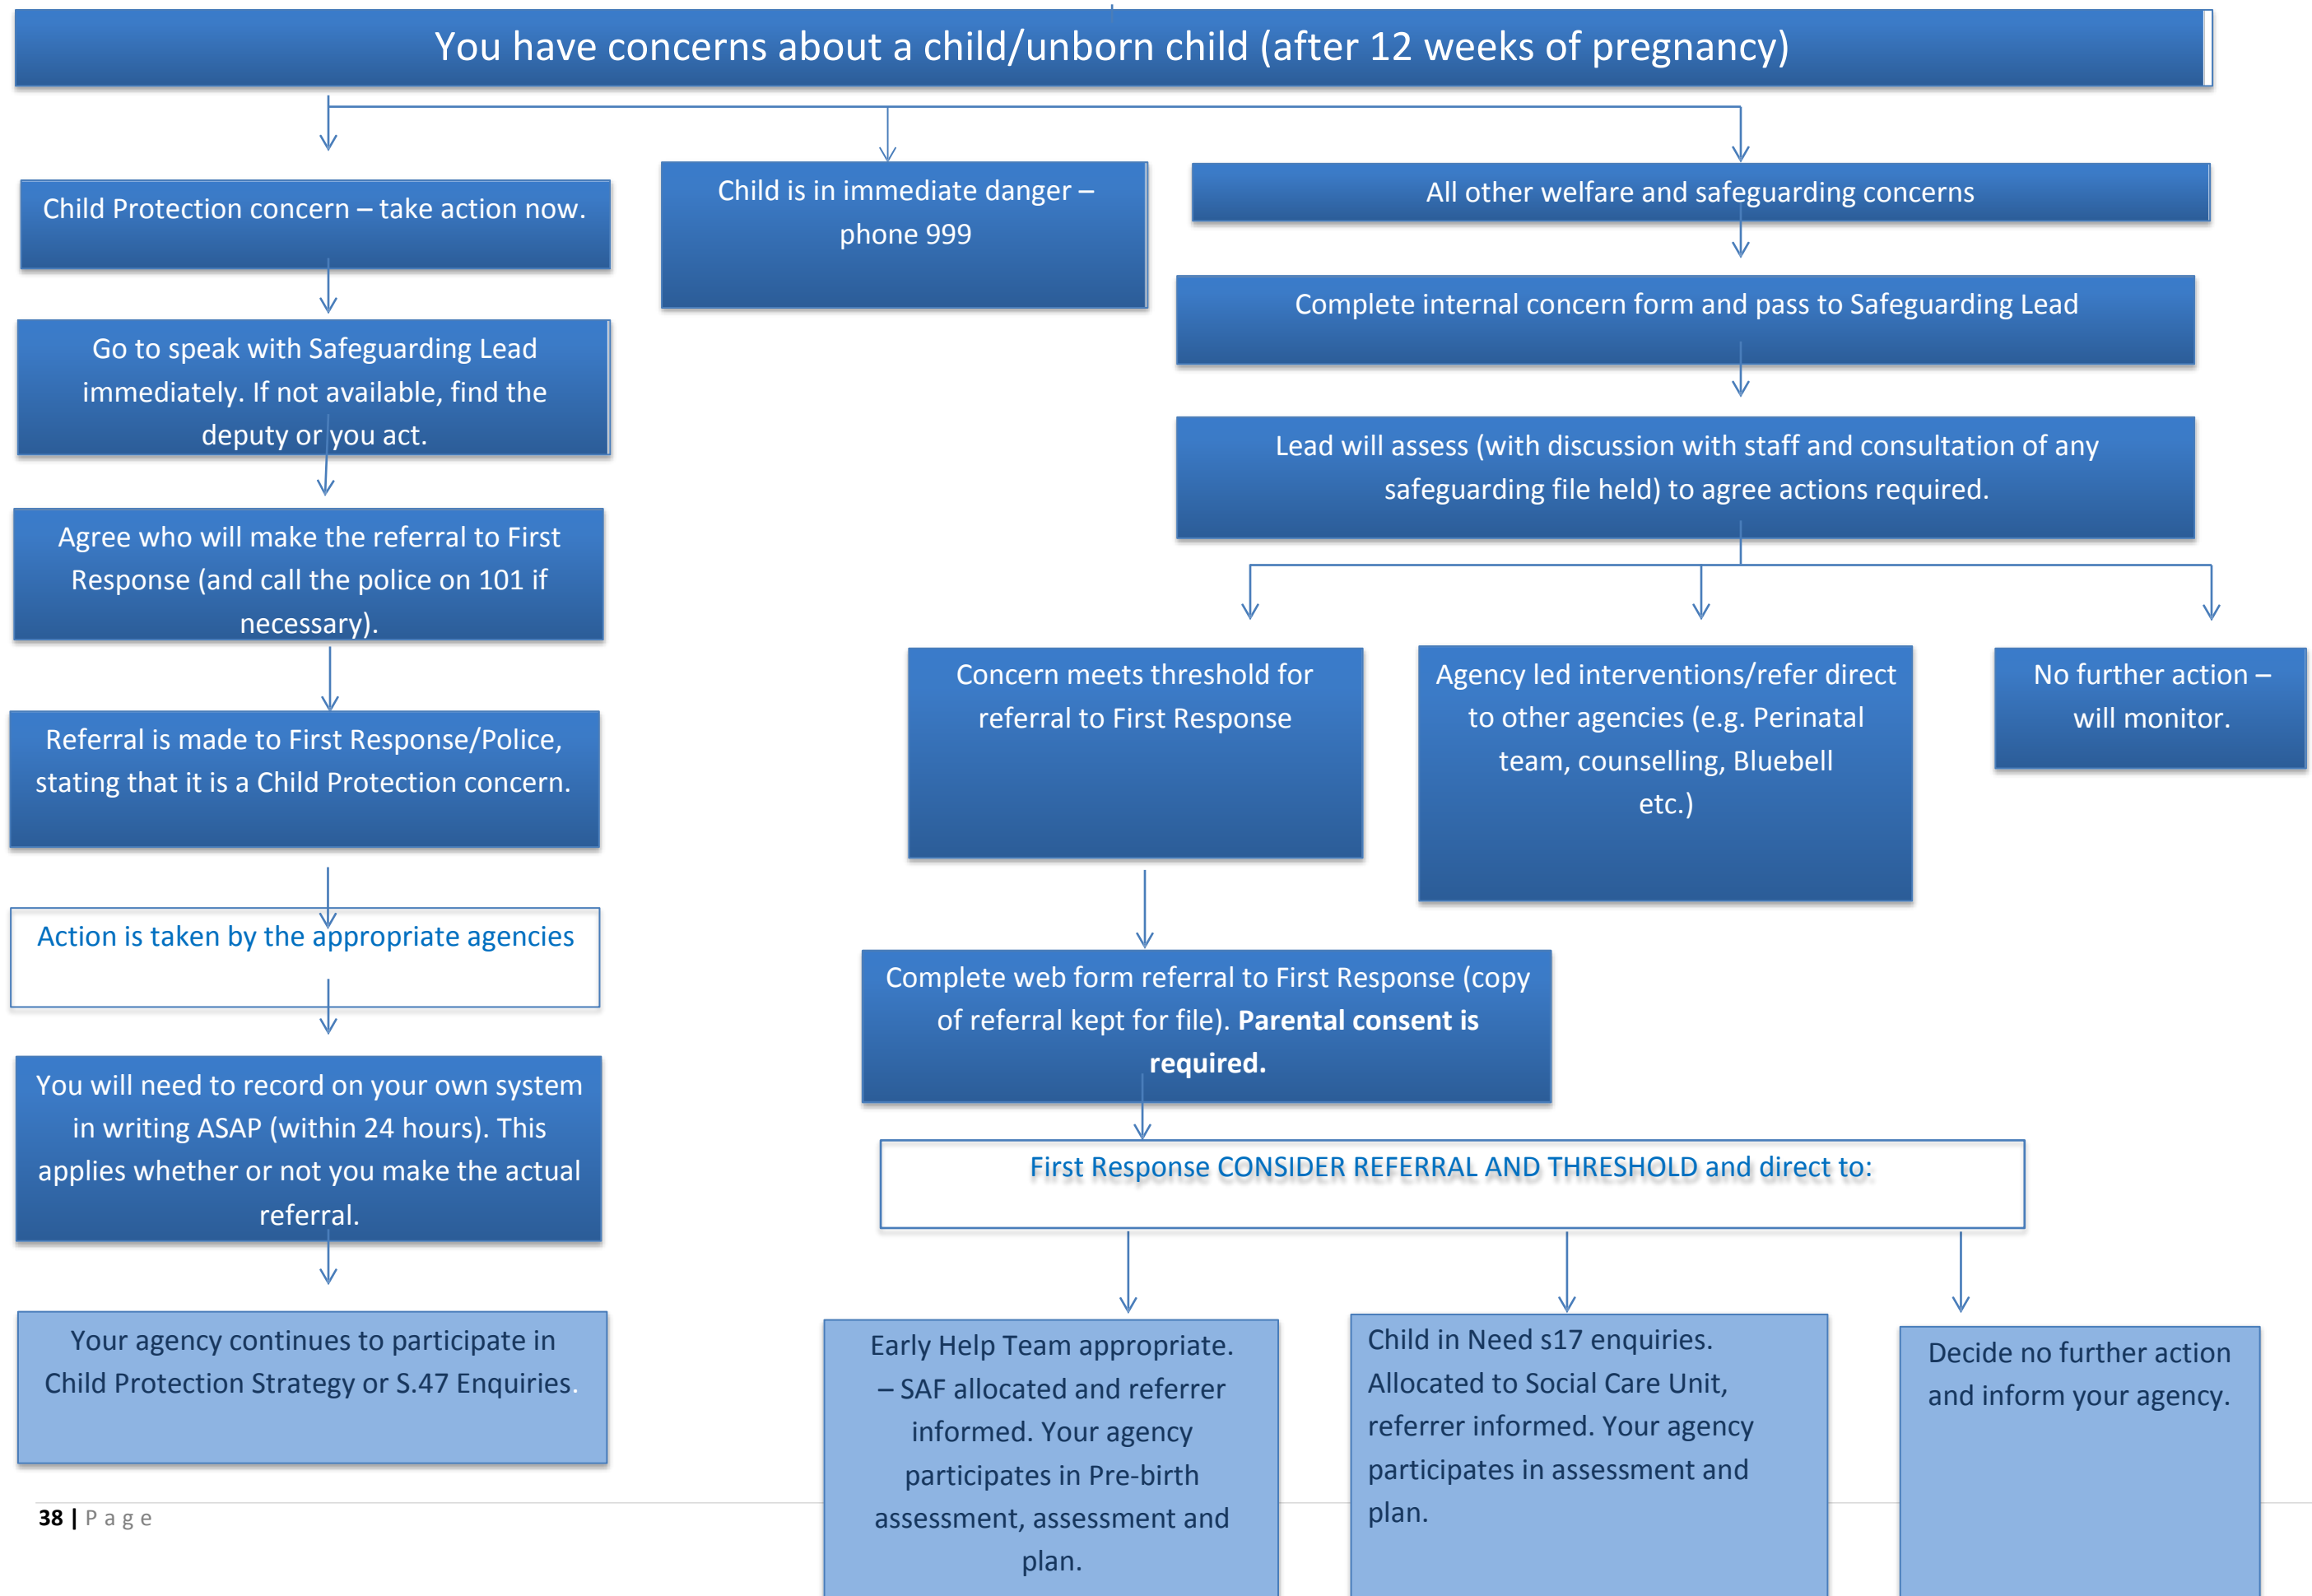 You have concerns about a child/unborn child (after 12 weeks of pregnancy)
Child Protection concern – take action now.
Go to speak with Safeguarding Lead
immediately. If not available, find the
deputy or you act.
Agree who will make the referral to First
Response (and call the police on 101 if
necessary).
Referral is made to First Response/Police,
stating that it is a Child Protection concern.
Action is taken by the appropriate agencies
You will need to record on your own system
in writing ASAP (within 24 hours). This
applies whether or not you make the actual
referral.
Your agency continues to participate in
Child Protection Strategy or S.47 Enquiries.
Child is in immediate danger –
phone 999
All other welfare and safeguarding concerns
Complete internal concern form and pass to Safeguarding Lead
Lead will assess (with discussion with staff and consultation of any
safeguarding file held) to agree actions required.
Concern meets threshold for
referral to First Response
Agency led interventions/refer direct
to other agencies (e.g. Perinatal
team, counselling, Bluebell
etc.)
No further action –
will monitor.
Complete web form referral to First Response (copy
of referral kept for file). Parental consent is
required.
First Response CONSIDER REFERRAL AND THRESHOLD and direct to:
Early Help Team appropriate.
– SAF allocated and referrer
informed. Your agency
participates in Pre-birth
assessment, assessment and
plan.
Child in Need s17 enquiries.
Allocated to Social Care Unit,
referrer informed. Your agency
participates in assessment and
plan.
Decide no further action
and inform your agency.
38 | Page